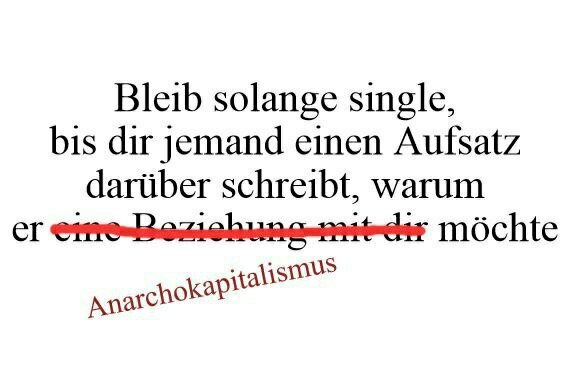 Bleib solange single,
bis dir jemand einen Aufsatz
darüber schreibt, warum
er eine Beziehung mit dir möchte
Anarchokapitalismus